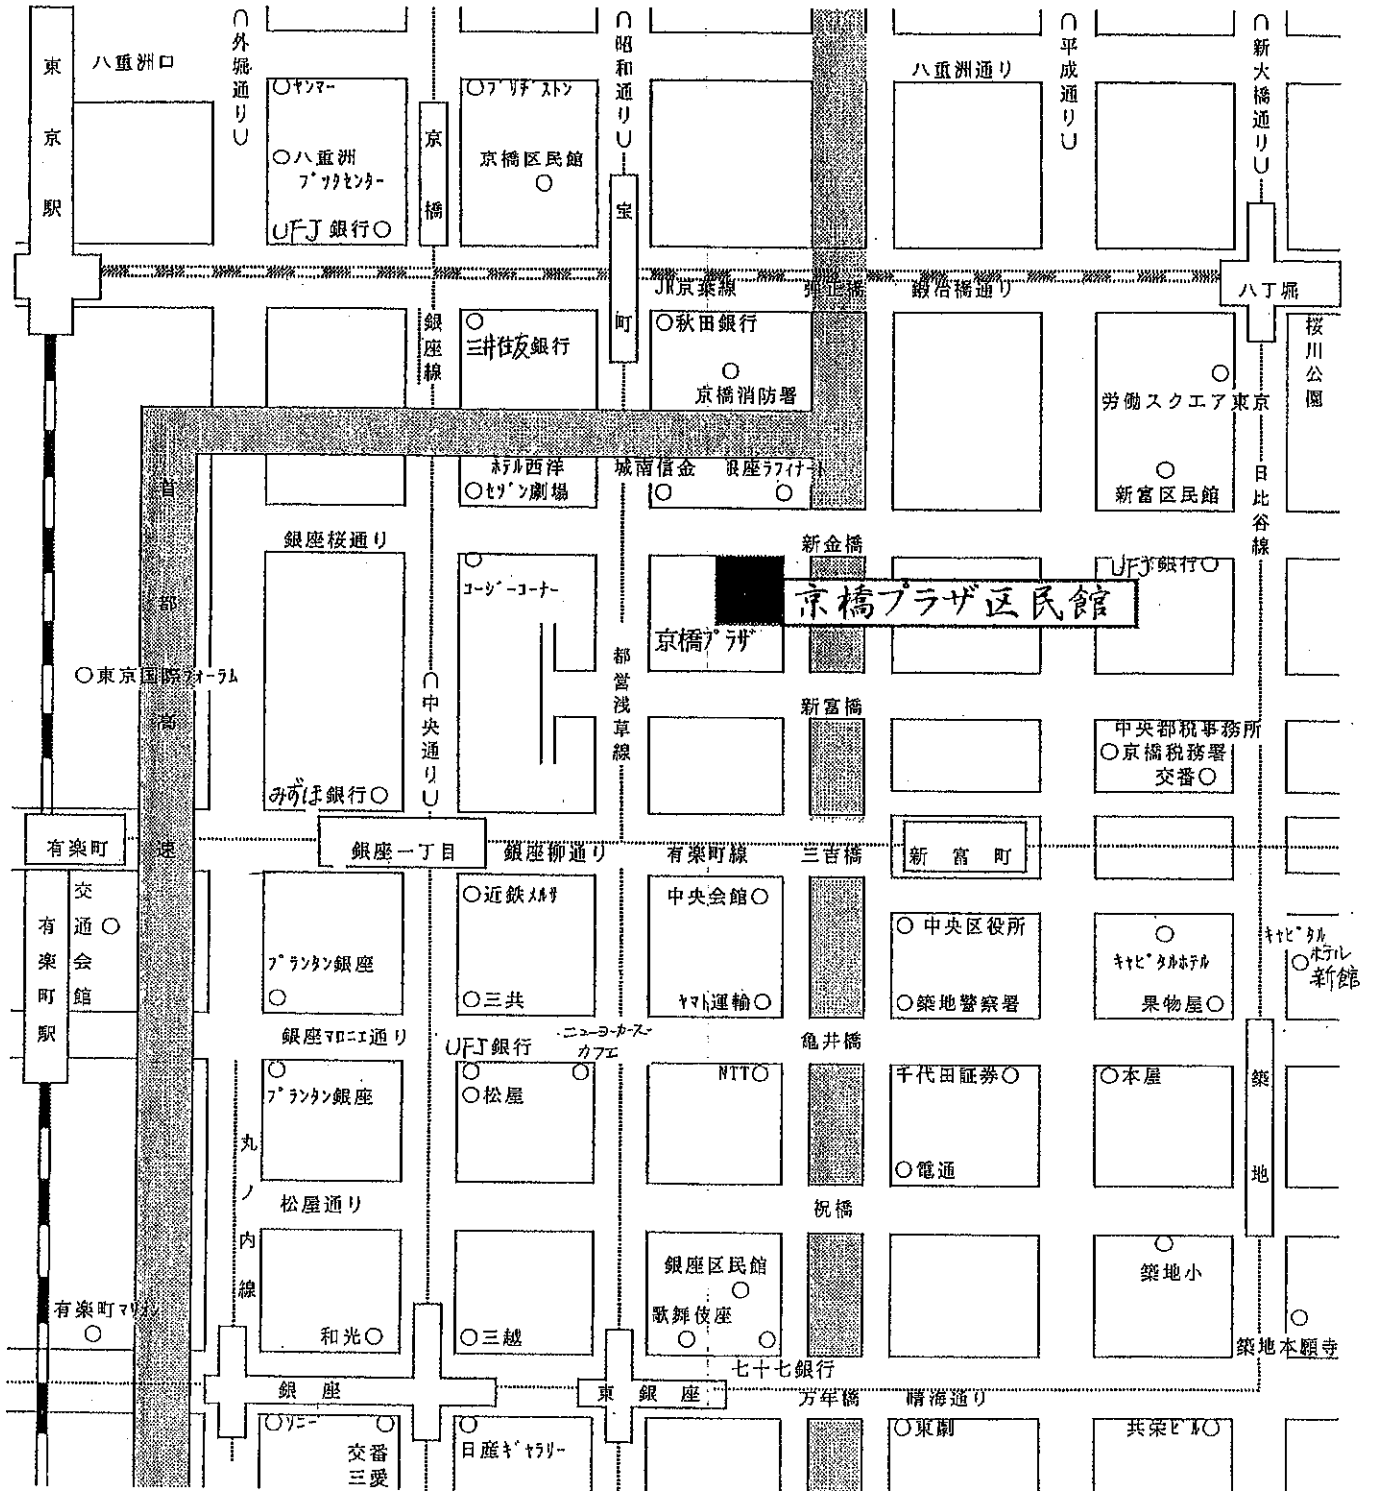 東京駅
八重洲口
外堀通り
昭和通り
八重洲通り
平成通り
新大橋通り
ヤンマー
八重洲
ブックセンター
UFJ銀行
京橋
ブリヂストン
京橋区民館
宝町
JR京葉線
弾正橋
鍛冶橋通り
八丁堀
銀座線
三井住友銀行
秋田銀行
京橋消防署
労働スクエア東京
桜川公園
首都高速
ホテル西洋
セゾン劇場
城南信金
銀座ラフィナート
新富区民館
日比谷線
銀座桜通り
コージーコーナー
新金橋
UFJ銀行
京橋プラザ区民館
京橋プラザ
東京国際フォーラム
中央通り
都営浅草線
新富橋
中央都税事務所
京橋税務署
交番
みずほ銀行
有楽町
銀座一丁目
銀座柳通り
有楽町線
三吉橋
新富町
交通会館
有楽町駅
プランタン銀座
近鉄メルサ
三共
中央会館
ヤマト運輸
中央区役所
築地警察署
キャピタルホテル
果物屋
キャピタル
ホテル
新館
銀座マロニエ通り
UFJ銀行
ニューヨーカーズ
カフェ
亀井橋
プランタン銀座
松屋
NTT
千代田証券
電通
本屋
築地
丸ノ内線
松屋通り
祝橋
銀座区民館
歌舞伎座
築地小
有楽町マリオン
和光
三越
七十七銀行
築地本願寺
銀座
東銀座
万年橋
晴海通り
ソニー
交番
三愛
日産ギャラリー
東劇
共栄ビル